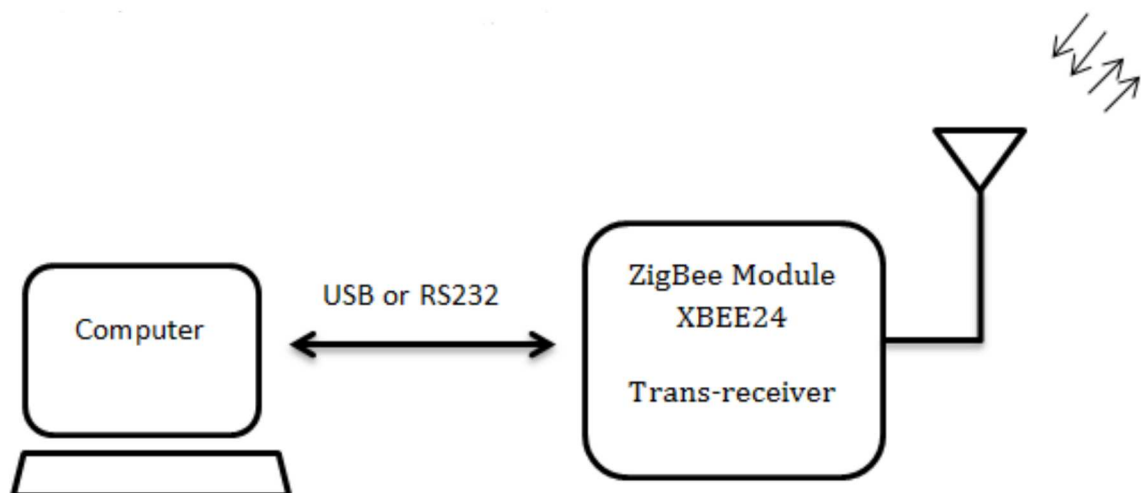 Computer
USB or RS232
ZigBee Module
XBEE24
Trans-receiver